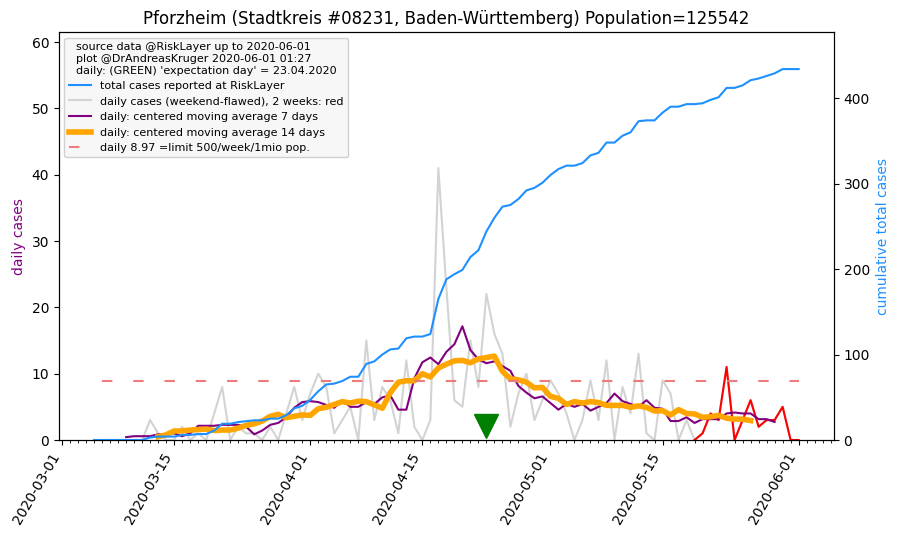 Pforzheim (Stadtkreis #08231, Baden-Württemberg) Population=125542
source data @RiskLayer up to 2020-06-01
plot @DrAndreasKruger 2020-06-01 01:27
daily: (GREEN) 'expectation day' = 23.04.2020
total cases reported at RiskLayer
daily cases (weekend-flawed), 2 weeks: red
daily: centered moving average 7 days
daily: centered moving average 14 days
daily 8.97 =limit 500/week/1mio pop.
60
50
40
30
20
10
0
daily cases
400
300
200
100
0
cumulative total cases
2020-03-01
2020-03-15
2020-04-01
2020-04-15
2020-05-01
2020-05-15
2020-06-01